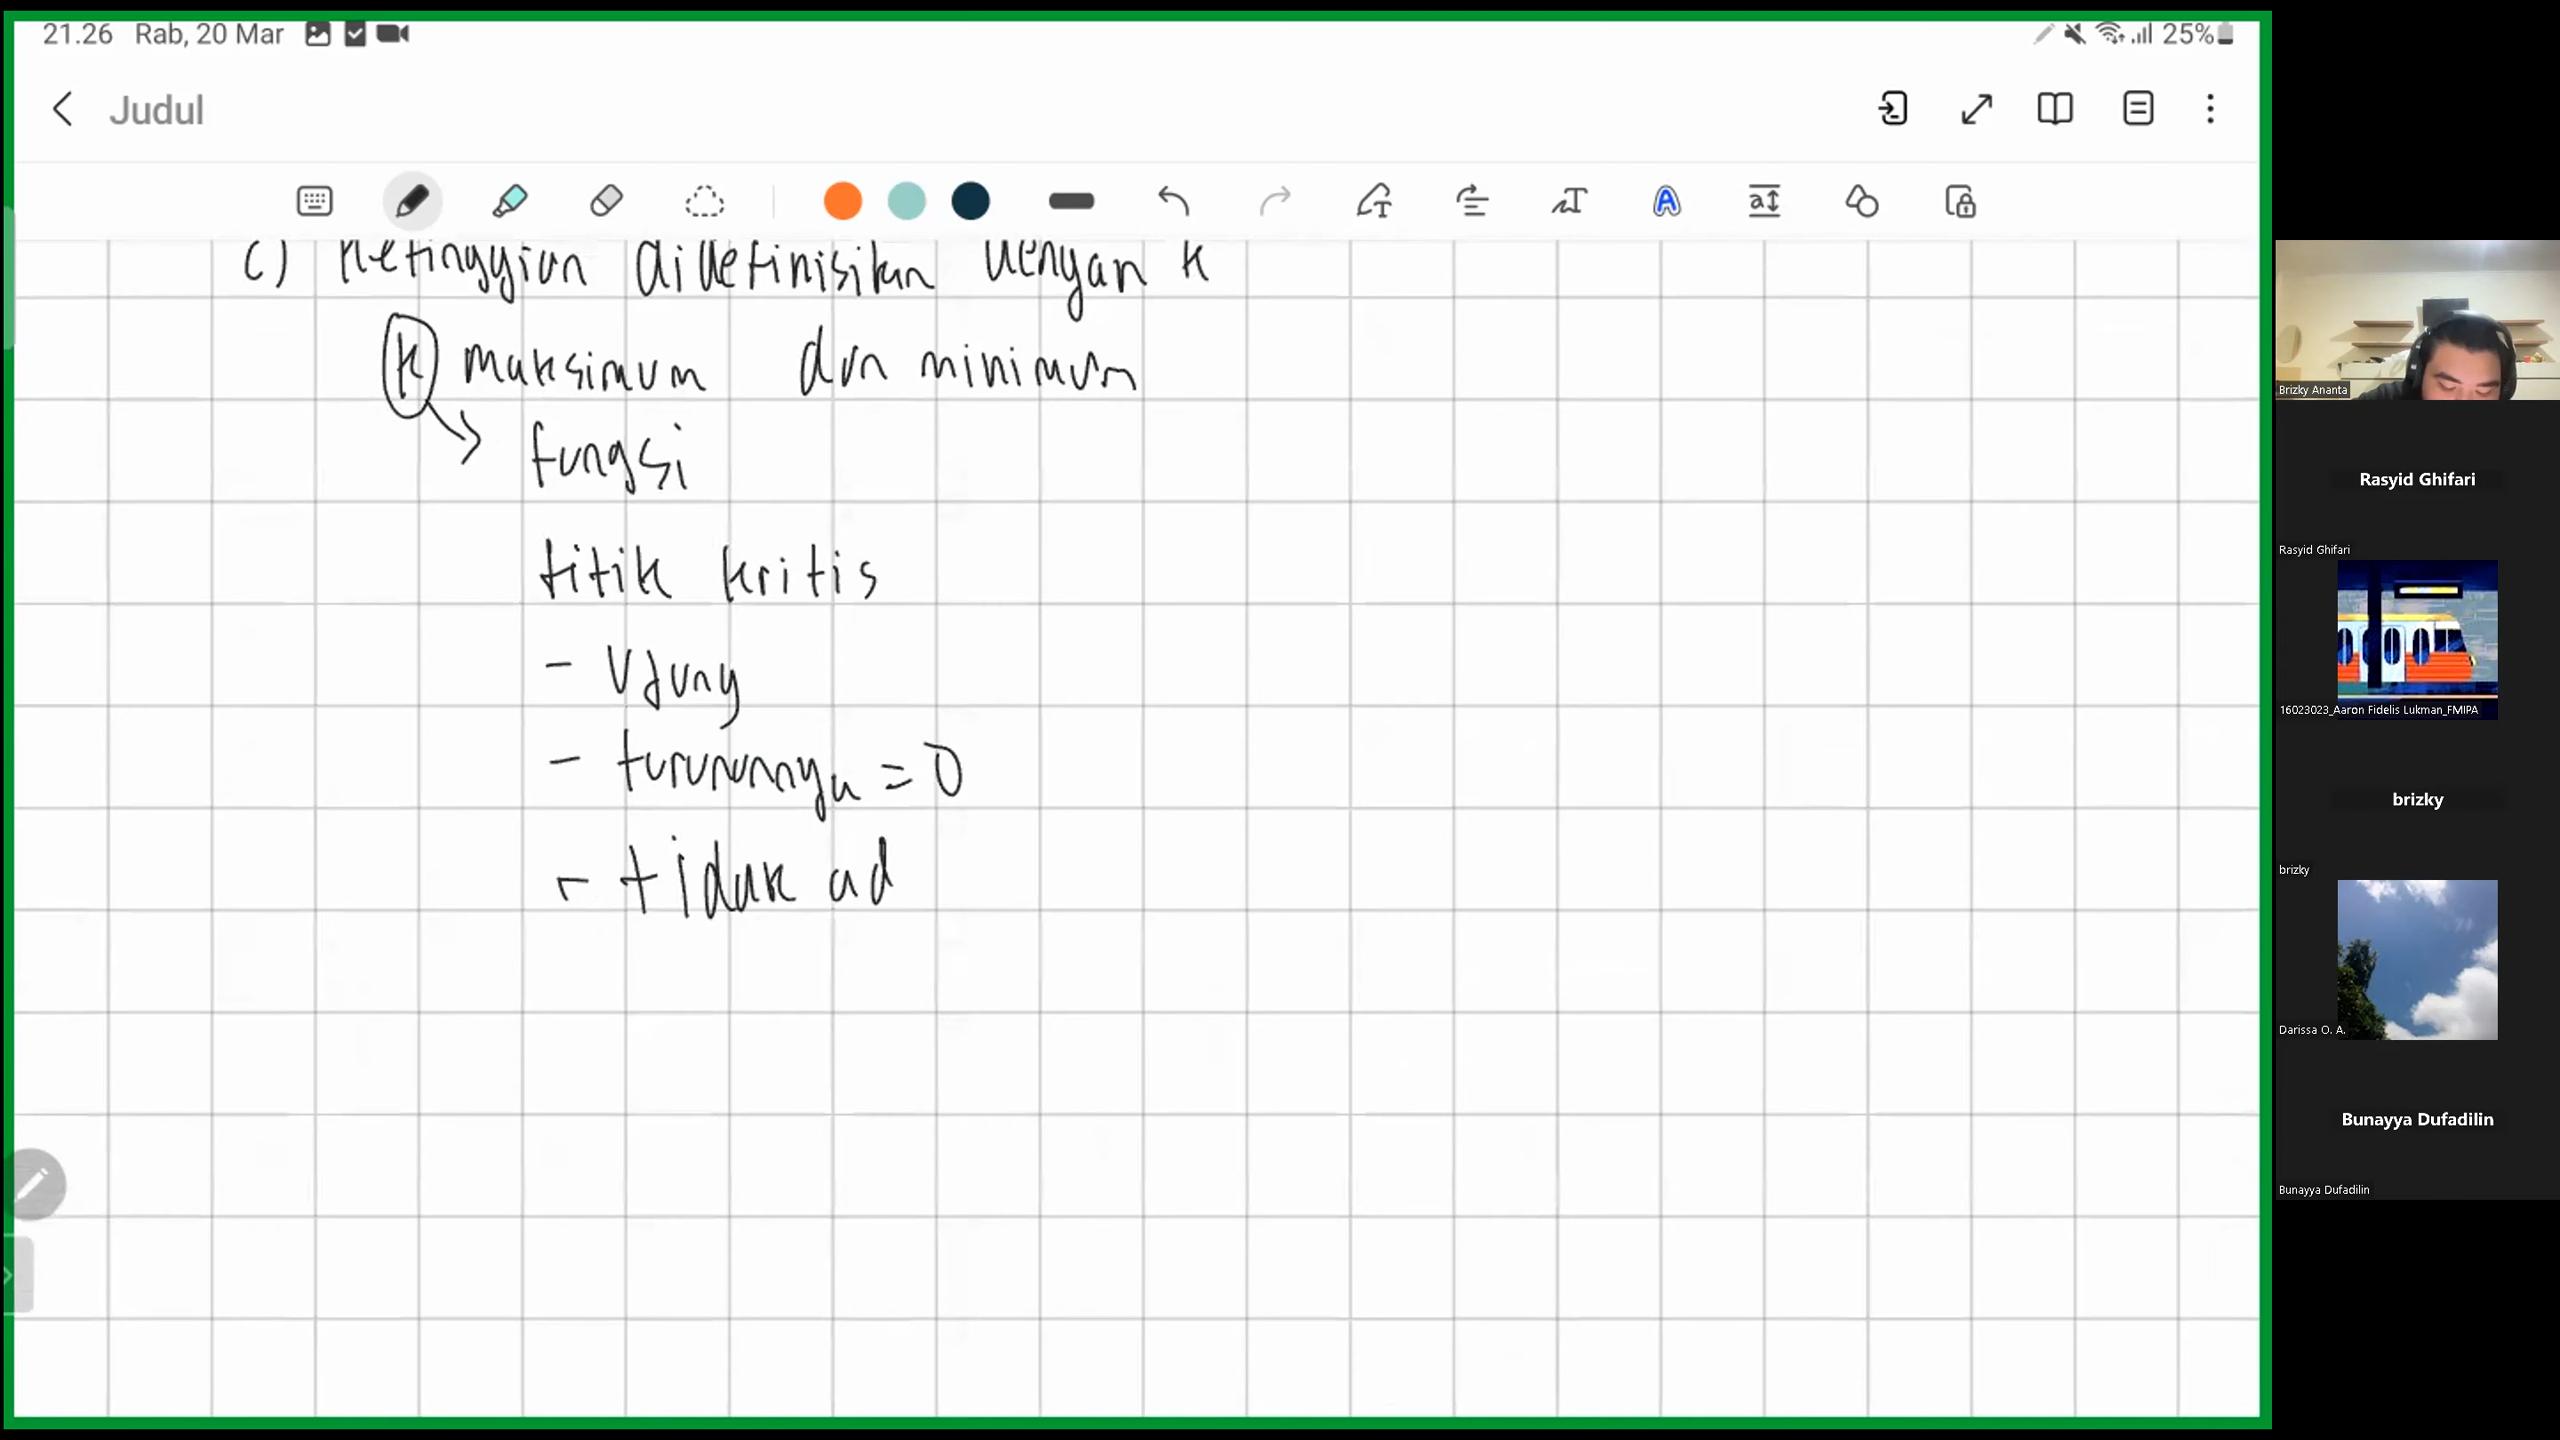 21.26 Rab, 20 Mar
25%
Judul
c) Ketinggian didefinisikan dengan k
k maksimum dan minimum
fungsi
titik kritis
- Ujung
- turunannya = 0
- tidak ad
Brizky Ananta
Rasyid Ghifari
Rasyid Ghifari
16023023_Aaron Fidelis Lukman_FMIPA
brizky
brizky
Darissa O. A.
Bunayya Dufadilin
Bunayya Dufadilin